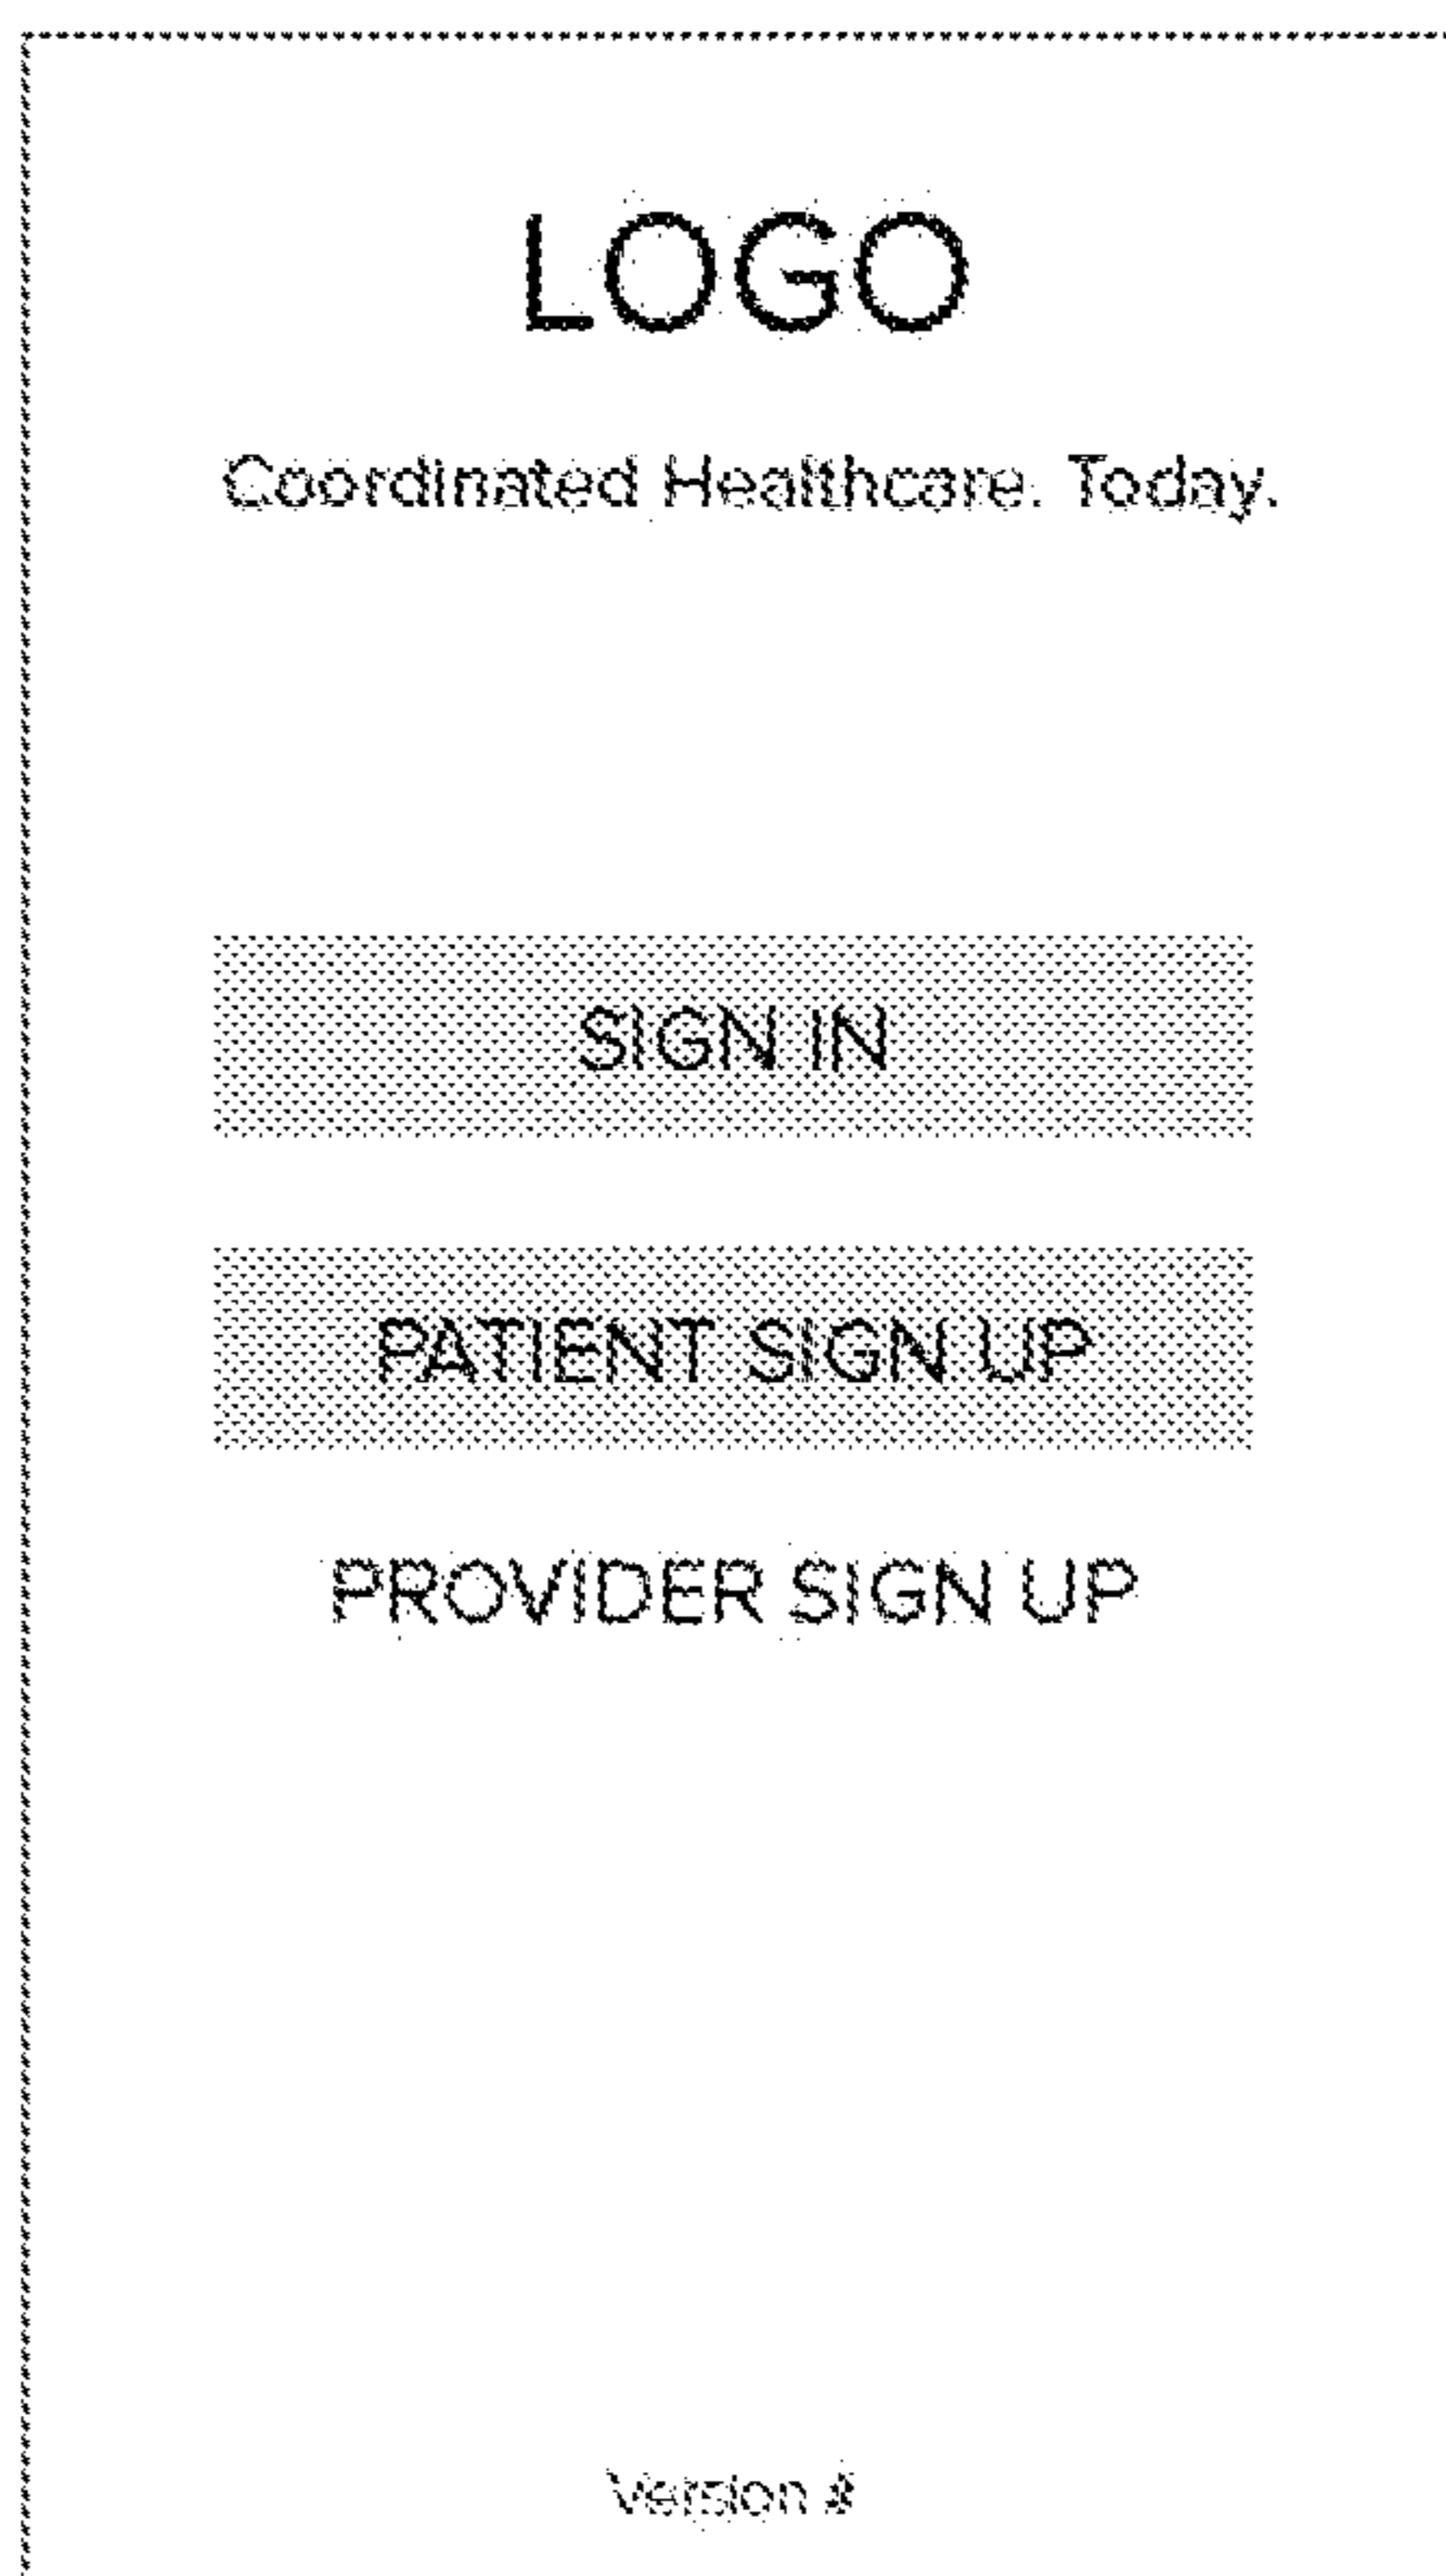 LOGO
Coordinated Healthcare. Today.
SIGN IN
PATIENT SIGN UP
PROVIDER SIGN UP
Version #